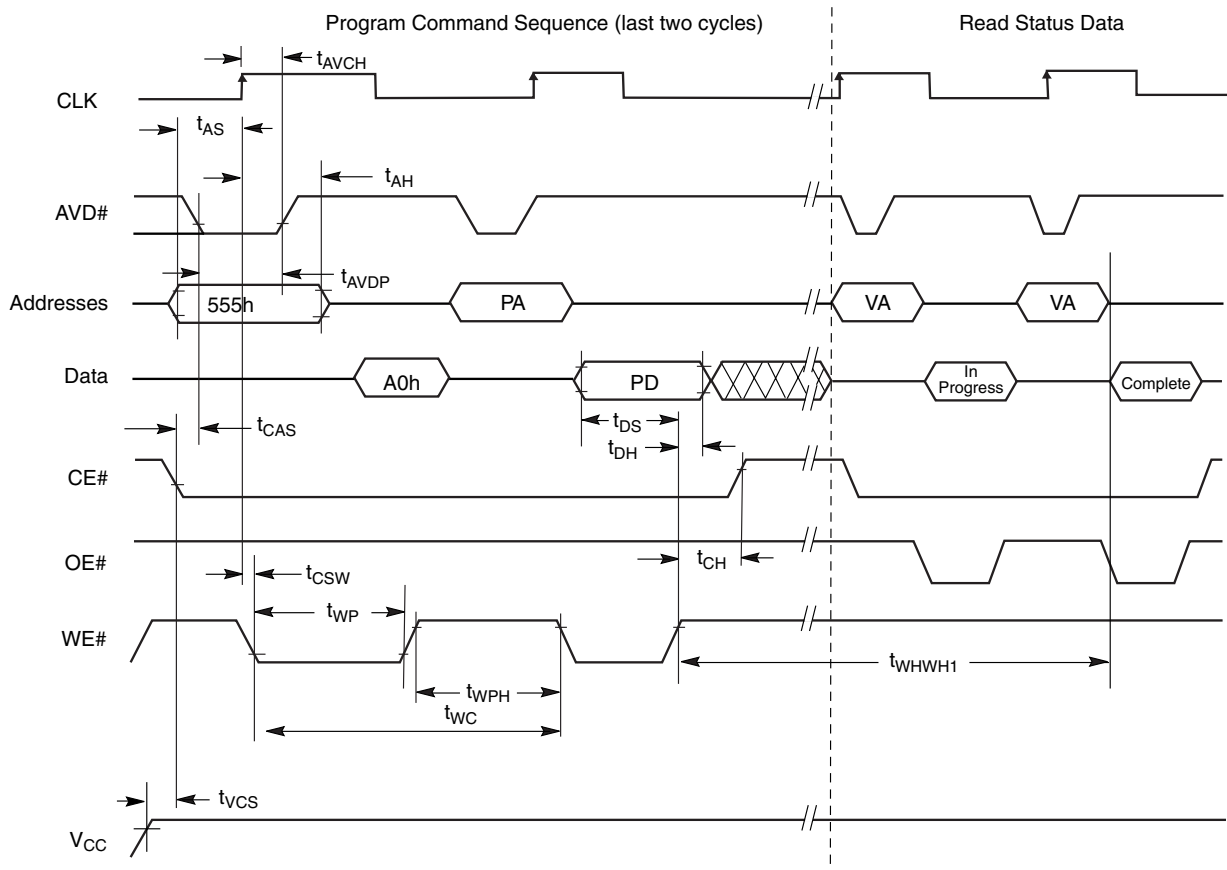 Program Command Sequence (last two cycles)
Read Status Data
tAVCH
CLK
tAS
tAH
AVD#
tAVDP
Addresses
555h
PA
VA
VA
Data
A0h
PD
In
Progress
Complete
tDS
tCAS
tDH
CE#
tCH
OE#
tCSW
tWP
WE#
tWHWH1
tWPH
tWC
tVCS
VCC